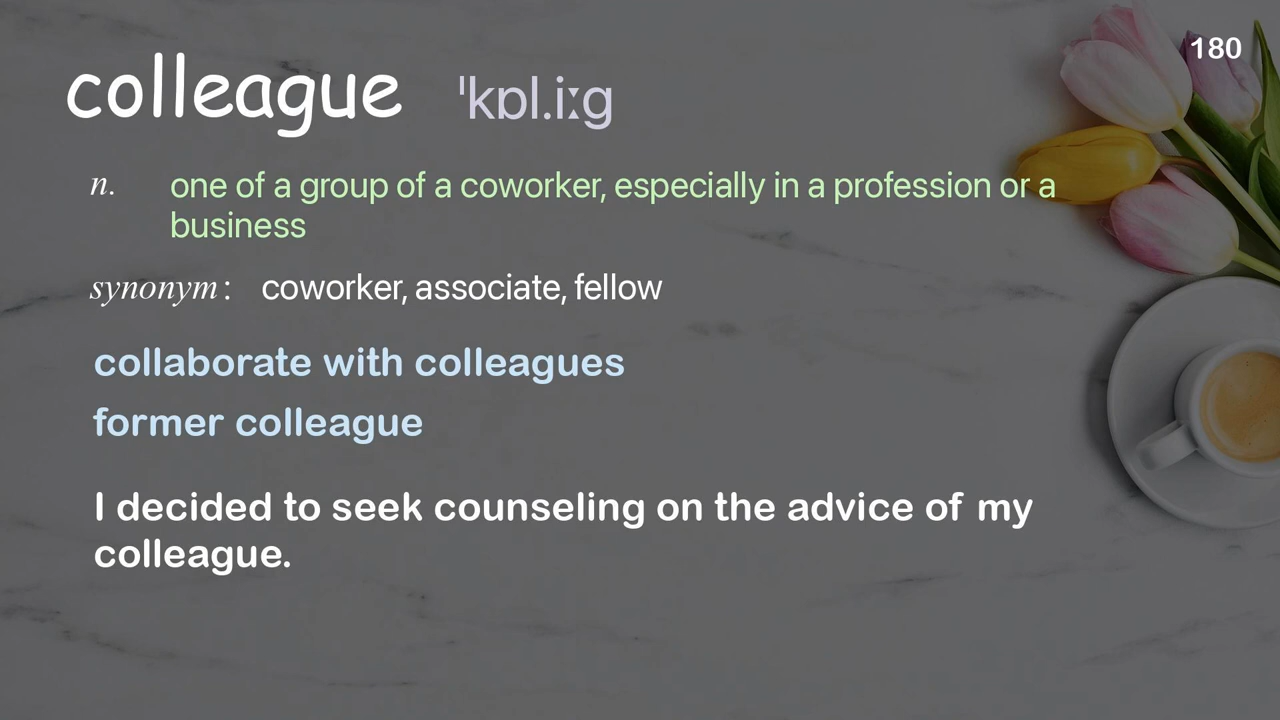 180
colleague ˈkɒl.iːɡ
n. one of a group of a coworker, especially in a profession or a
business
synonym : coworker, associate, fellow
collaborate with colleagues
former colleague
I decided to seek counseling on the advice of my
colleague.